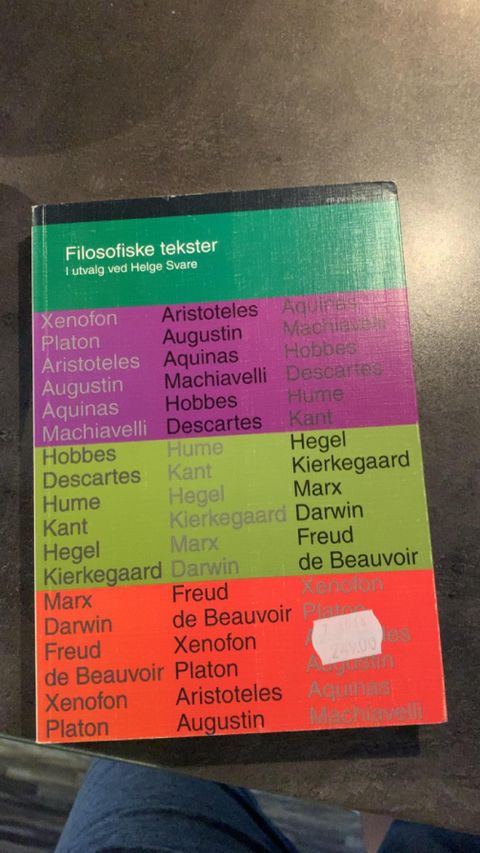 Filosofiske tekster
I utvalg ved Helge Svare
Xenofon
Platon
Aristoteles
Augustin
Aquinas
Machiavelli
Hobbes
Descartes
Hume
Kant
Hegel
Kierkegaard
Marx
Darwin
Freud
de Beauvoir
Xenofon
Platon
Aristoteles
Augustin
Aquinas
Machiavelli
Hobbes
Descartes
Hume
Kant
Hegel
Kierkegaard
Marx
Darwin
Freud
de Beauvoir
Xenofon
Platon
Aristoteles
Augustin
Aquinas
Machiavelli
Hobbes
Descartes
Hume
Kant
Hegel
Kierkegaard
Marx
Darwin
Freud
de Beauvoir
Xenofon
Platon
249.00
Augustin
Aquinas
Machiavelli